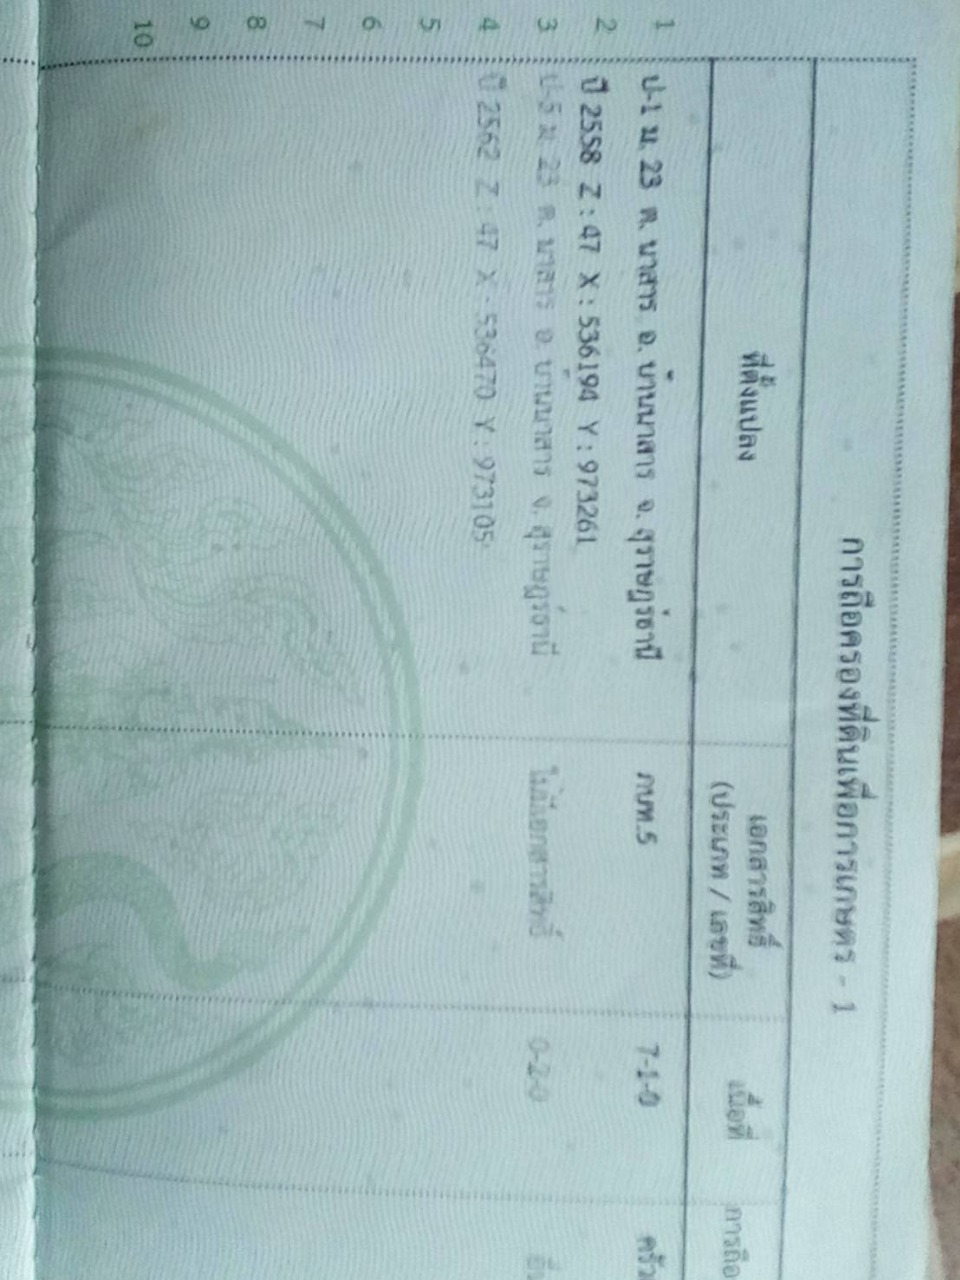 การถือครองที่ดินเพื่อการเกษตร - 1
ที่ตั้งแปลง เอกสารสิทธิ์ เนื้อที่ การถือ
(ประเภท / เลขที่)
1 ป-1 ม. 23 ต. นาสาร อ. บ้านนาสาร จ. สุราษฎร์ธานี ภบท.5 7-1-0 ครัว
2 ปี 2558 Z : 47 X : 536194 Y : 973261
3 ป-5 ม. 23 ต. นาสาร อ. บ้านนาสาร จ. สุราษฎร์ธานี ไม่มีเอกสารสิทธิ์ 0-2-0
4 ปี 2562 Z : 47 X : 536470 Y : 973105
5
6
7
8
9
10